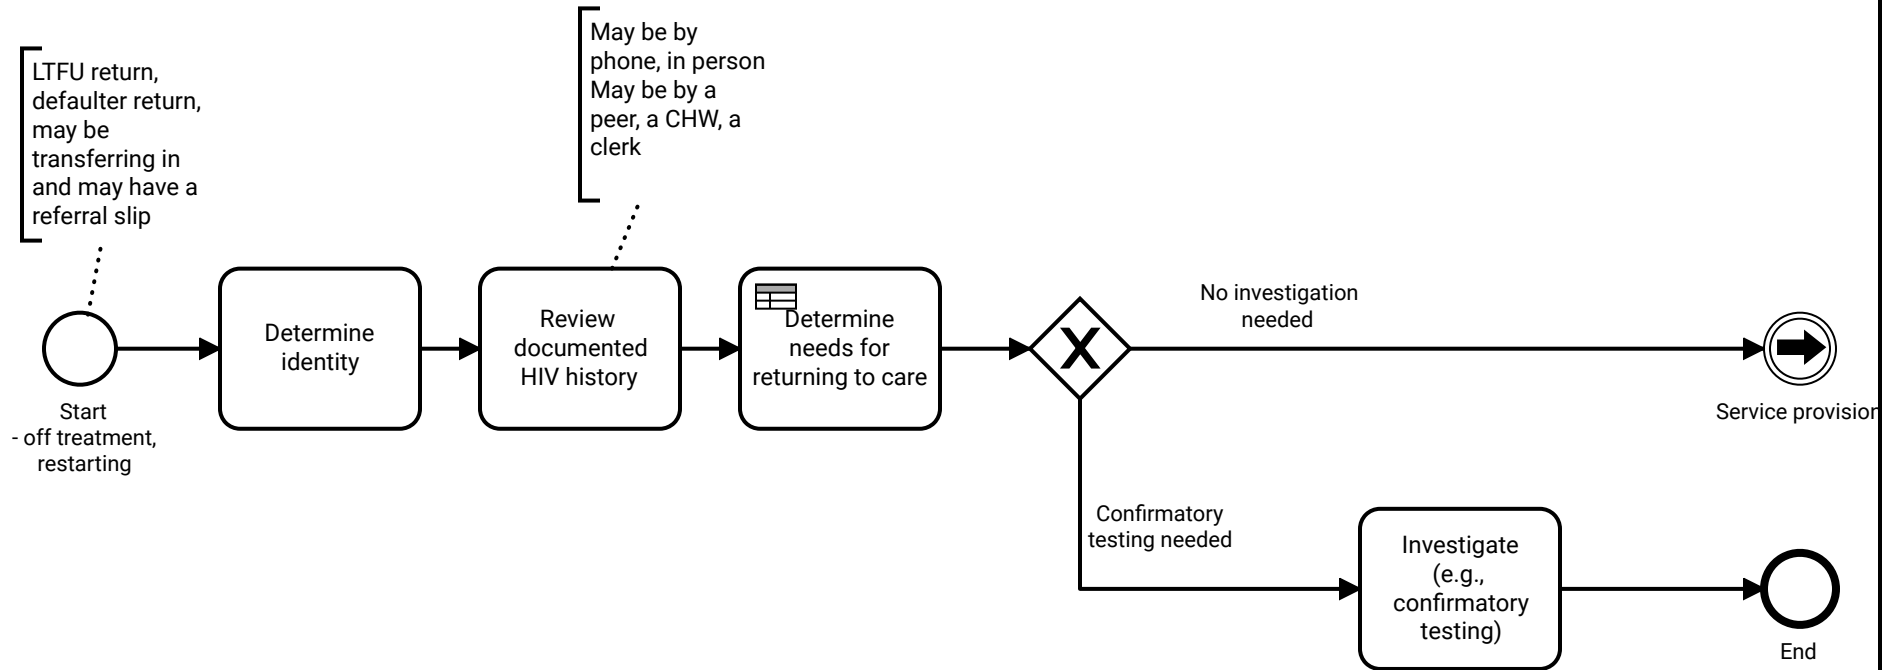 LTFU return,
defaulter return,
may be
transferring in
and may have a
referral slip
May be by
phone, in person
May be by a
peer, a CHW, a
clerk
Start
- off treatment,
restarting
Determine
identity
Review
documented
HIV history
Determine
needs for
returning to care
X
No investigation
needed
Service provision
Confirmatory
testing needed
Investigate
(e.g.,
confirmatory
testing)
End